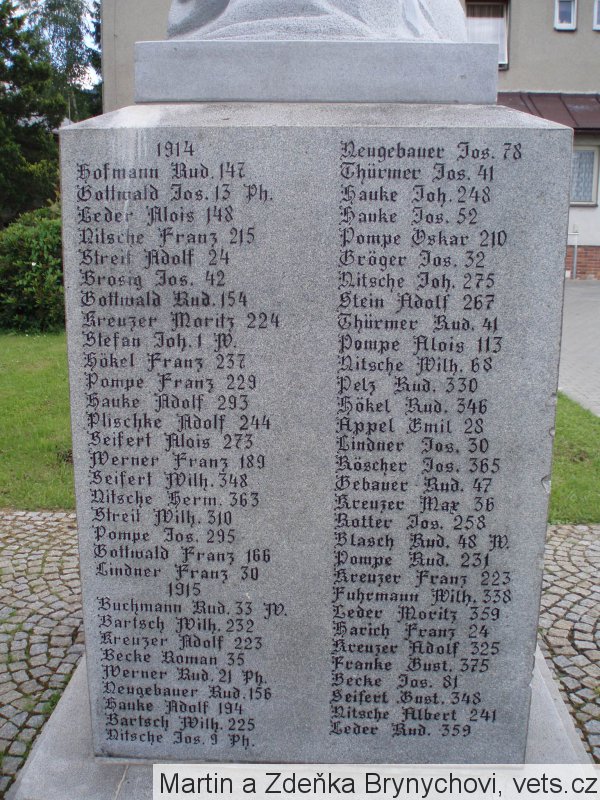 1914
Hofmann Rud. 147
Gottwald Jos. 13 Ph.
Leder Alois 148
Nitsche Franz 215
Streit Adolf 24
Brosig Jos. 42
Gottwald Rud. 154
Kreuzer Moritz 224
Stefan Joh. 1 W.
Hökel Franz 237
Pompe Franz 229
Hauke Adolf 293
Plischke Adolf 244
Seifert Alois 273
Werner Franz 189
Seifert Wilh. 348
Nitsche Herm. 363
Streit Wilh. 310
Pompe Jos. 295
Gottwald Franz 166
Lindner Franz 30
1915
Buchmann Rud. 33 W.
Bartsch Wilh. 232
Kreuzer Adolf 223
Becke Roman 35
Werner Rud. 21 Ph.
Neugebauer Rud. 156
Hauke Adolf 194
Bartsch Wilh. 225
Nitsche Jos. 9 Ph.
Neugebauer Jos. 78
Thürmer Jos. 41
Hauke Joh. 248
Hauke Jos. 52
Pompe Oskar 210
Gröger Jos. 32
Nitsche Joh. 275
Stein Adolf 267
Thürmer Rud. 41
Pompe Alois 113
Nitsche Wilh. 68
Pelz Rud. 330
Hökel Rud. 346
Appel Emil 28
Lindner Jos. 30
Röscher Jos. 365
Gebauer Rud. 47
Kreuzer Max 36
Rotter Jos. 258
Blasch Rud. 48 W.
Pompe Rud. 231
Kreuzer Franz 223
Fuhrmann Wilh. 338
Leder Moritz 359
Harich Franz 24
Kreuzer Adolf 325
Franke Gust. 375
Becke Jos. 81
Seifert Gust. 348
Nitsche Albert 241
Leder Rud. 359
Martin a Zdeňka Brynychovi, vets.cz